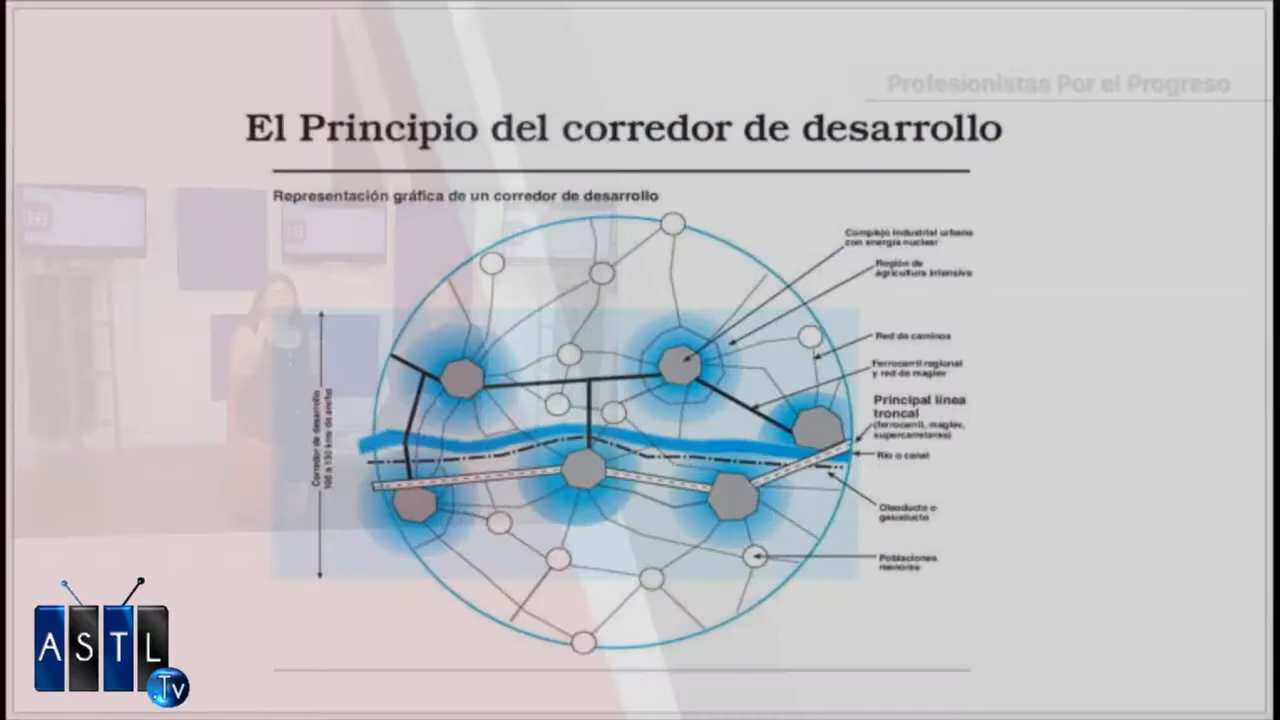 Profesionistas Por el Progreso
El Principio del corredor de desarrollo
Representación gráfica de un corredor de desarrollo
Complejo industrial urbano
con energía nuclear
Región de
agricultura intensiva
Red de caminos
Ferrocarril regional
y red de maglev
Principal línea
troncal
(ferrocarril, maglev,
supercarreteras)
Río o canal
Oleoducto o
gasoducto
Poblaciones
menores
Corredor de desarrollo
ASTL
.Tv